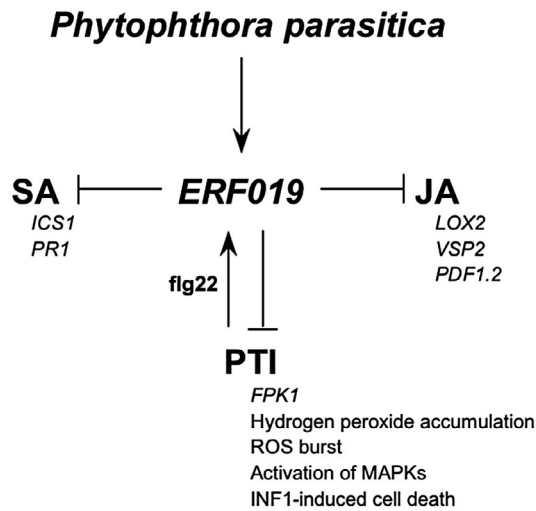 Phytophthora parasitica
SA ERF019 JA
ICS1
PR1
LOX2
VSP2
PDF1.2
flg22
PTI
FPK1
Hydrogen peroxide accumulation
ROS burst
Activation of MAPKs
INF1-induced cell death